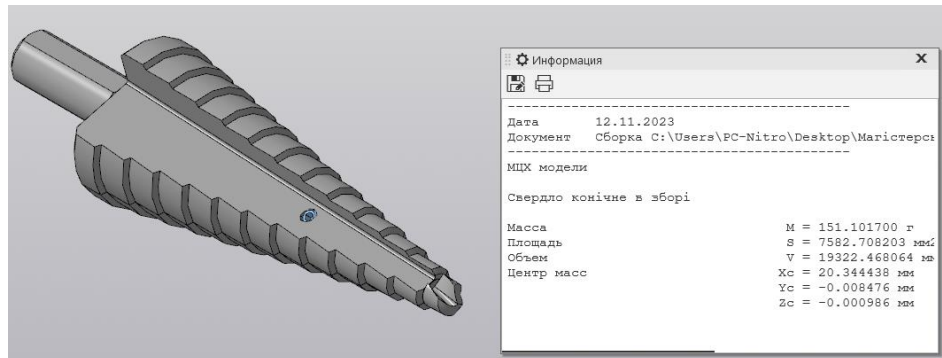 Информация
Дата 12.11.2023
Документ Сборка C:\Users\PC-Nitro\Desktop\Магістерсь
МЦХ модели
Свердло конічне в зборі
Масса M = 151.101700 г
Площадь S = 7582.708203 мм2
Объем V = 19322.468064 мм
Центр масс Xc = 20.344438 мм
Yc = -0.008476 мм
Zc = -0.000986 мм